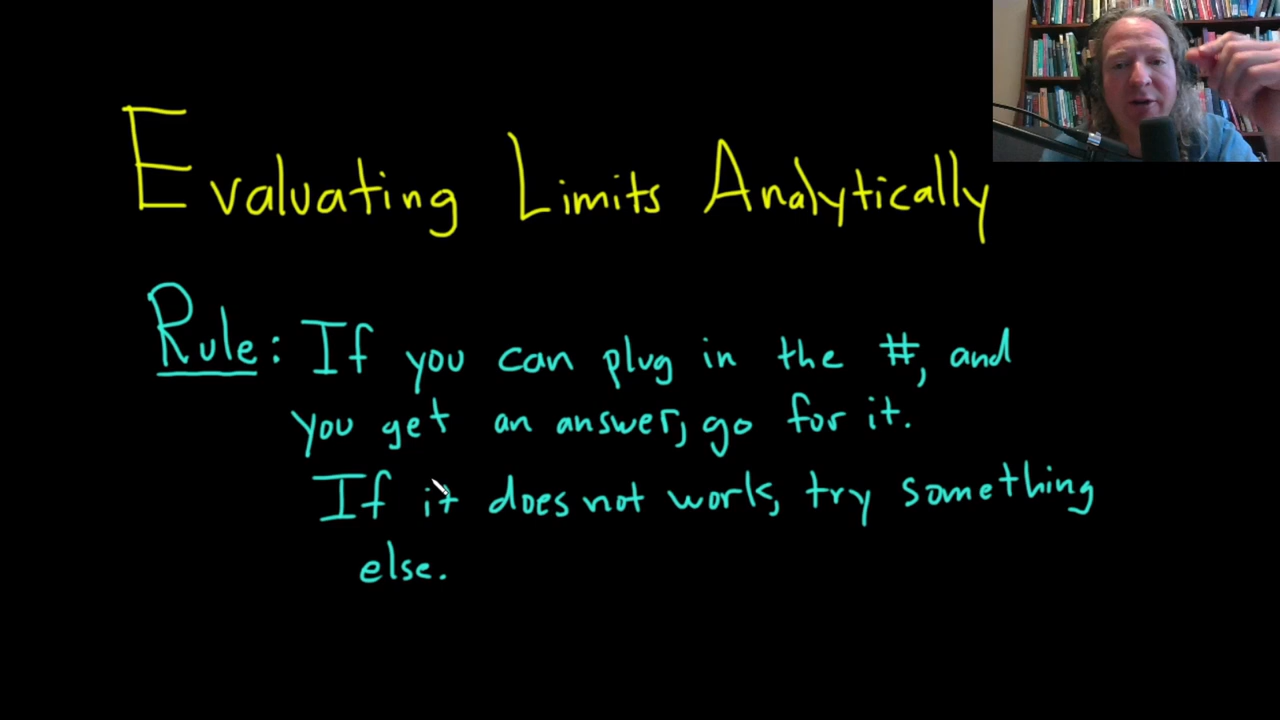 Evaluating Limits Analytically
Rule: If you can plug in the #, and
you get an answer, go for it.
If it does not work, try something
else.